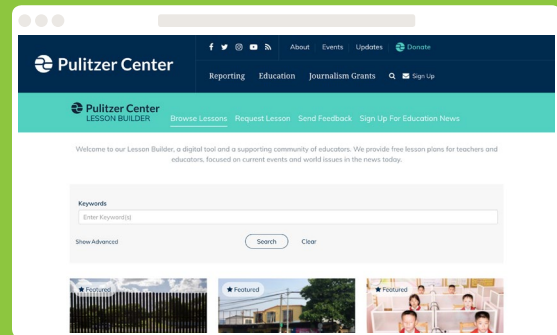 About Events Updates Donate
Pulitzer Center
Reporting Education Journalism Grants Sign Up
Pulitzer Center
LESSON BUILDER
Browse Lessons Request Lesson Send Feedback Sign Up For Education News
Welcome to our Lesson Builder, a digital tool and a supporting community of educators. We provide free lesson plans for teachers and
educators, focused on current events and world issues in the news today.
Keywords
Enter Keyword(s)
Show Advanced Search Clear
Featured Featured Featured